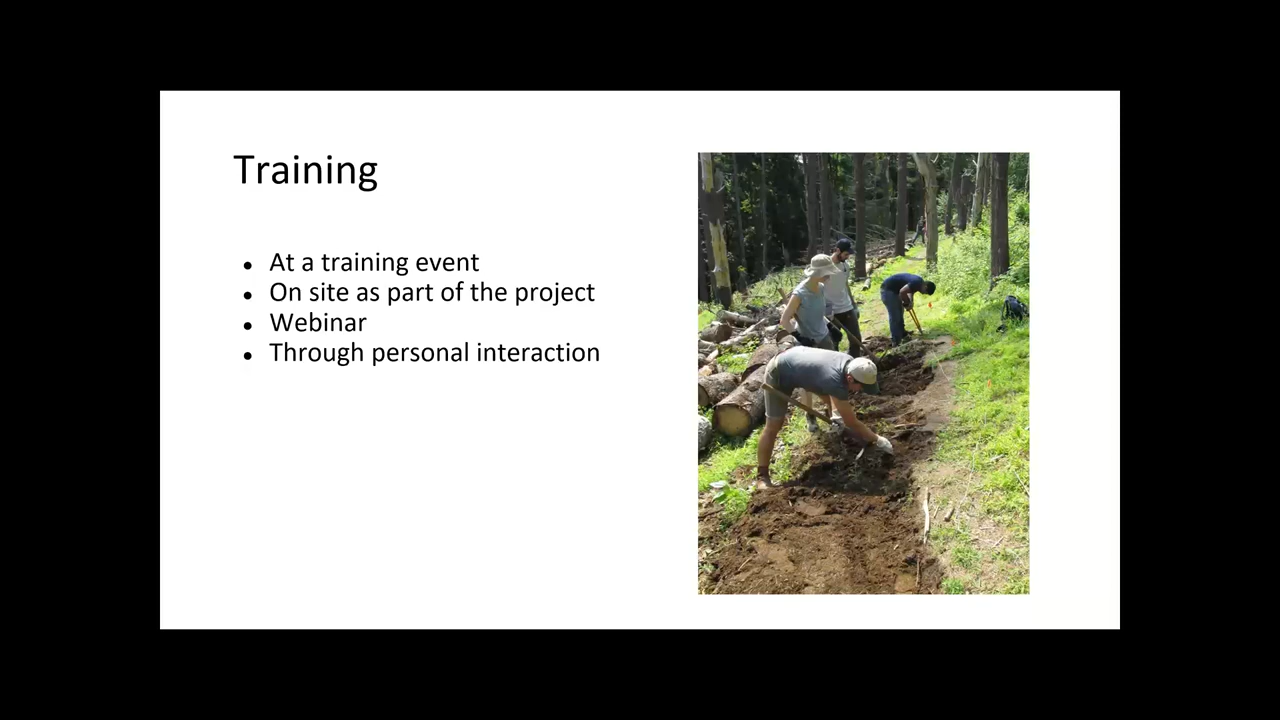 Training
• At a training event
• On site as part of the project
• Webinar
• Through personal interaction